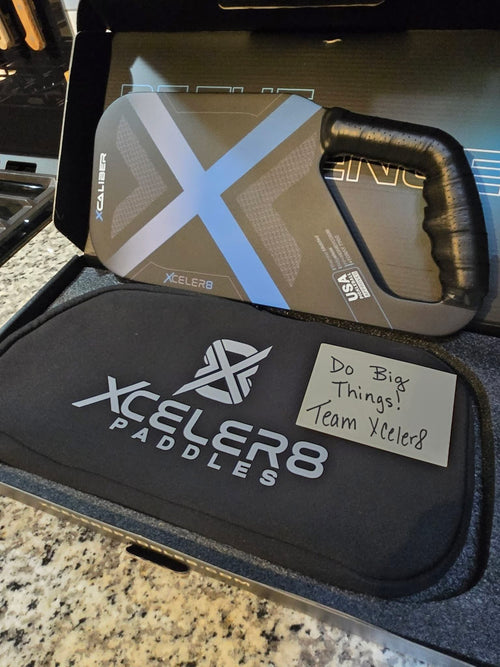 XCALIBER
XCELER8
USA
XCELER8
PADDLES
Do Big
Things!
Team Xceler8